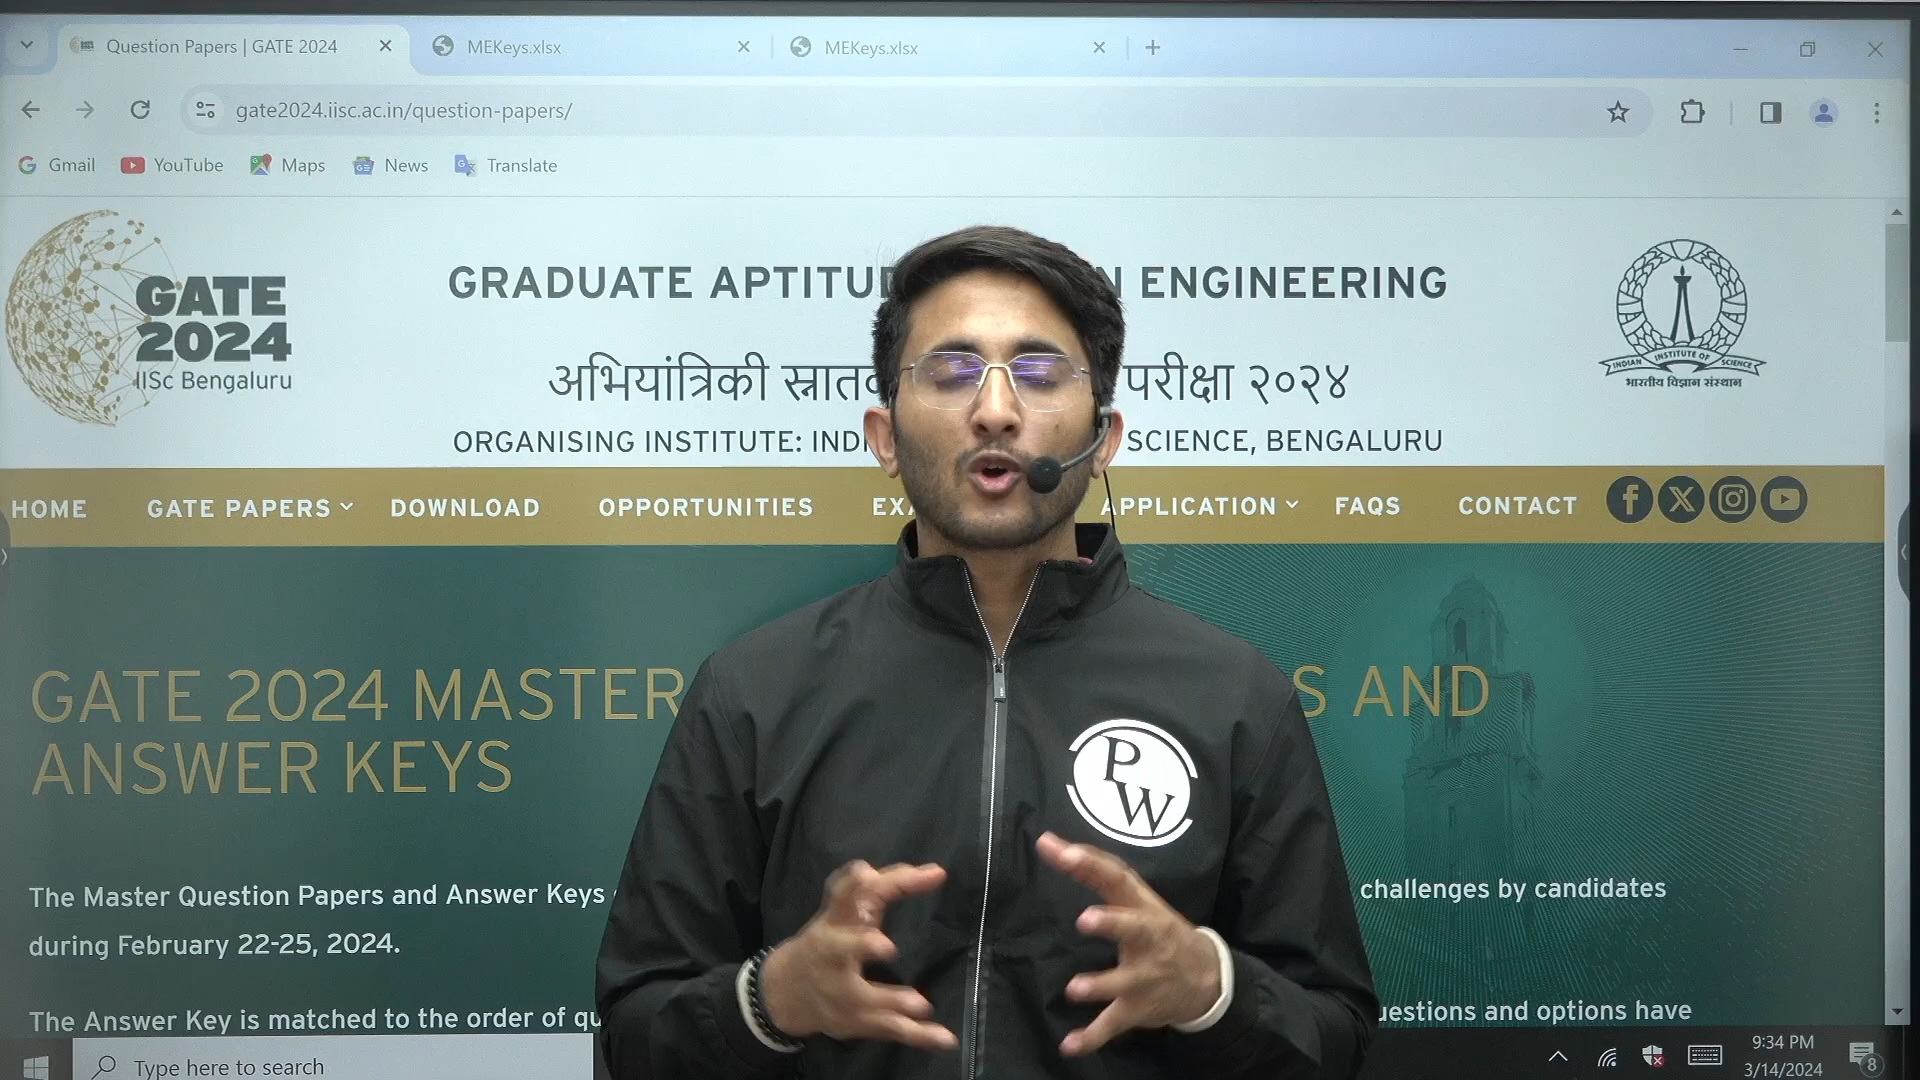 Question Papers | GATE 2024
MEKeys.xlsx
MEKeys.xlsx
gate2024.iisc.ac.in/question-papers/
Gmail
YouTube
Maps
News
Translate
GATE
2024
IISc Bengaluru
GRADUATE APTITU
N ENGINEERING
अभियांत्रिकी स्नात
परीक्षा २०२४
ORGANISING INSTITUTE: INDI
SCIENCE, BENGALURU
INDIAN INSTITUTE OF SCIENCE
भारतीय विज्ञान संस्थान
HOME
GATE PAPERS
DOWNLOAD
OPPORTUNITIES
EXA
APPLICATION
FAQS
CONTACT
GATE 2024 MASTER
S AND
ANSWER KEYS
PW
The Master Question Papers and Answer Keys
challenges by candidates
during February 22-25, 2024.
The Answer Key is matched to the order of qu
uestions and options have
Type here to search
9:34 PM
3/14/2024
8